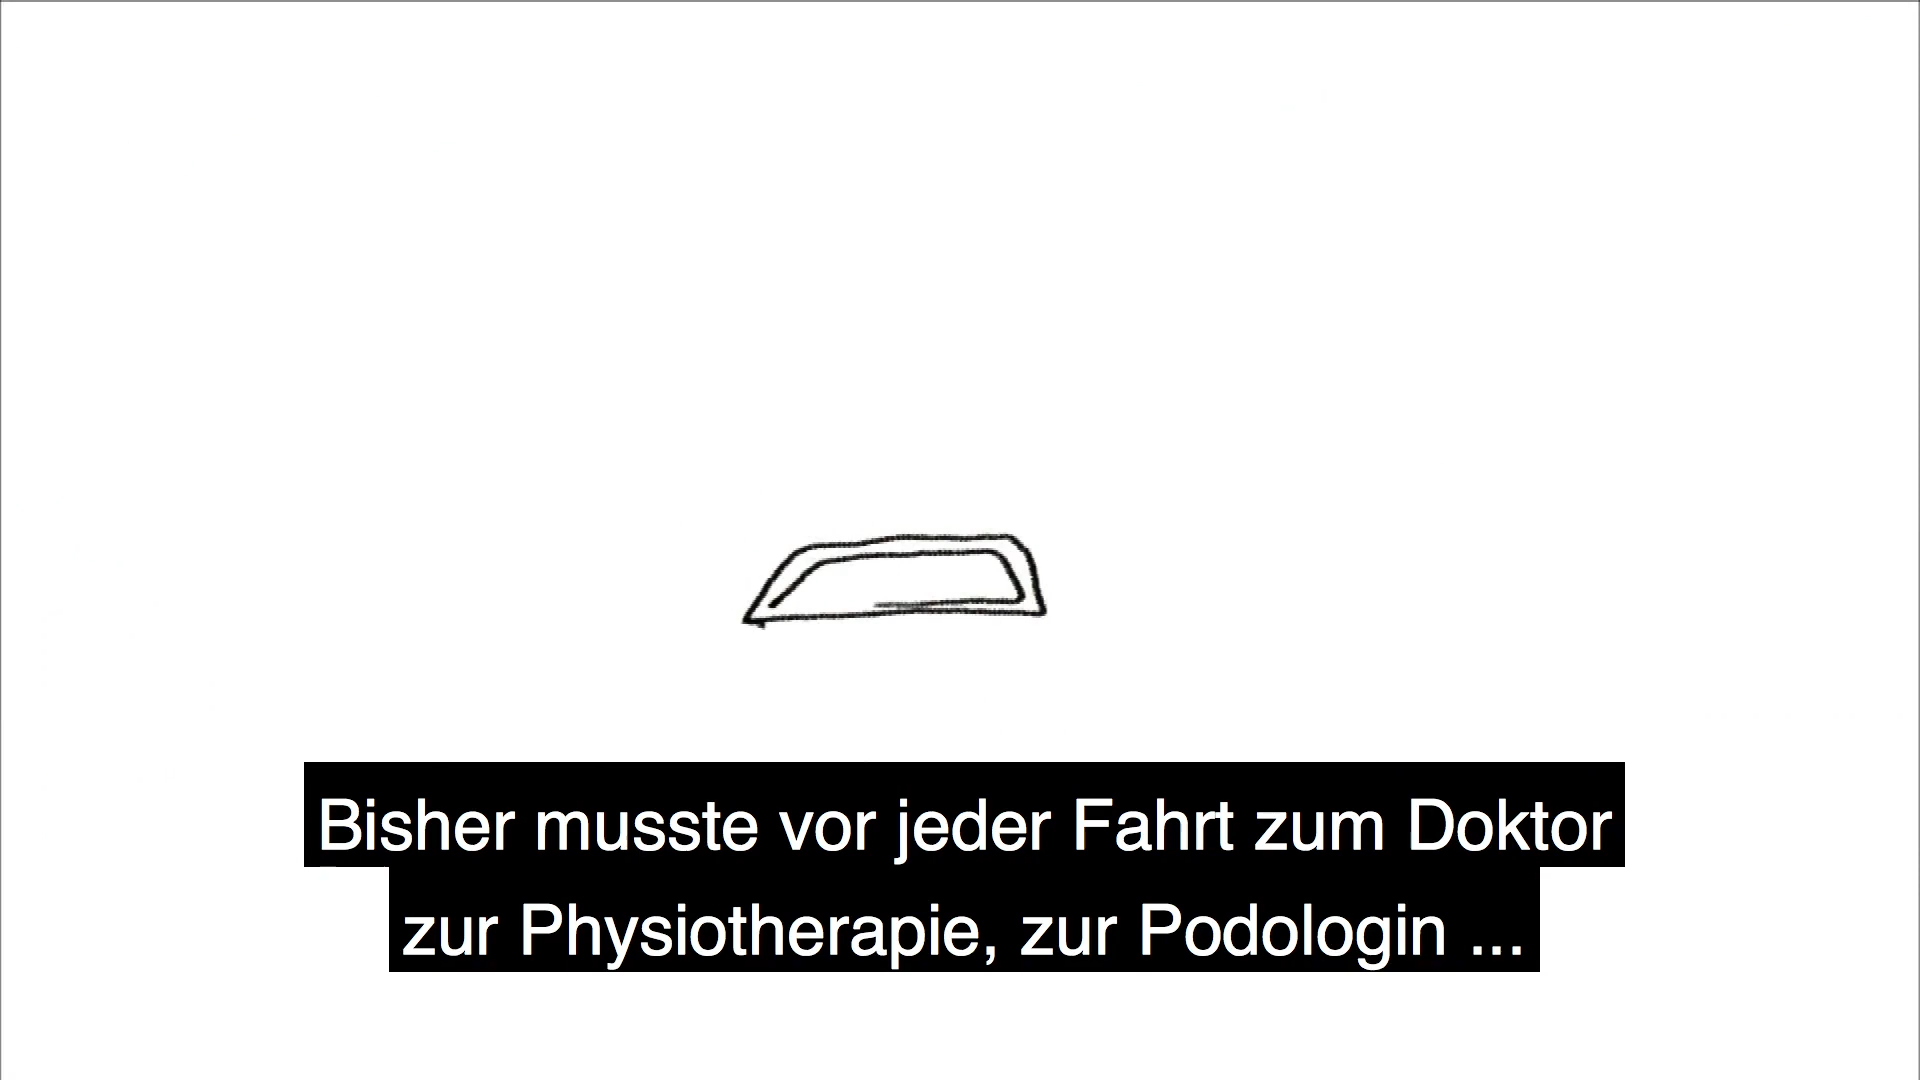 Bisher musste vor jeder Fahrt zum Doktor
zur Physiotherapie, zur Podologin ...